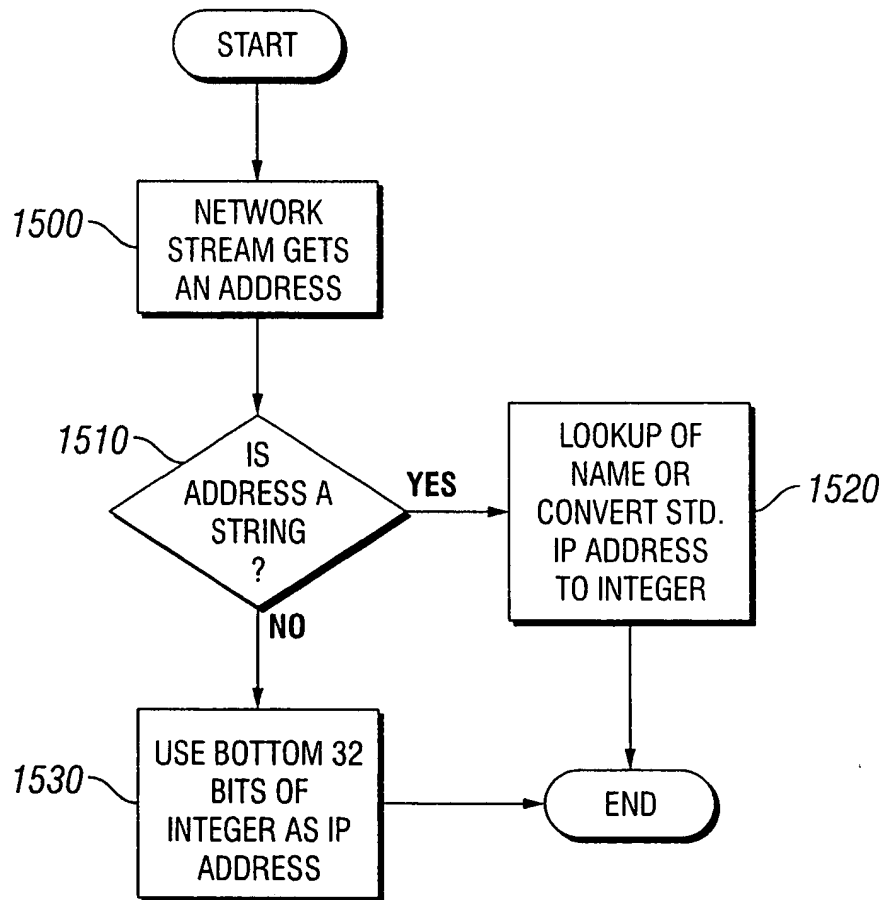 START
1500
NETWORK
STREAM GETS
AN ADDRESS
1510
IS
ADDRESS A
STRING
?
YES
NO
LOOKUP OF
NAME OR
CONVERT STD.
IP ADDRESS
TO INTEGER
1520
1530
USE BOTTOM 32
BITS OF
INTEGER AS IP
ADDRESS
END